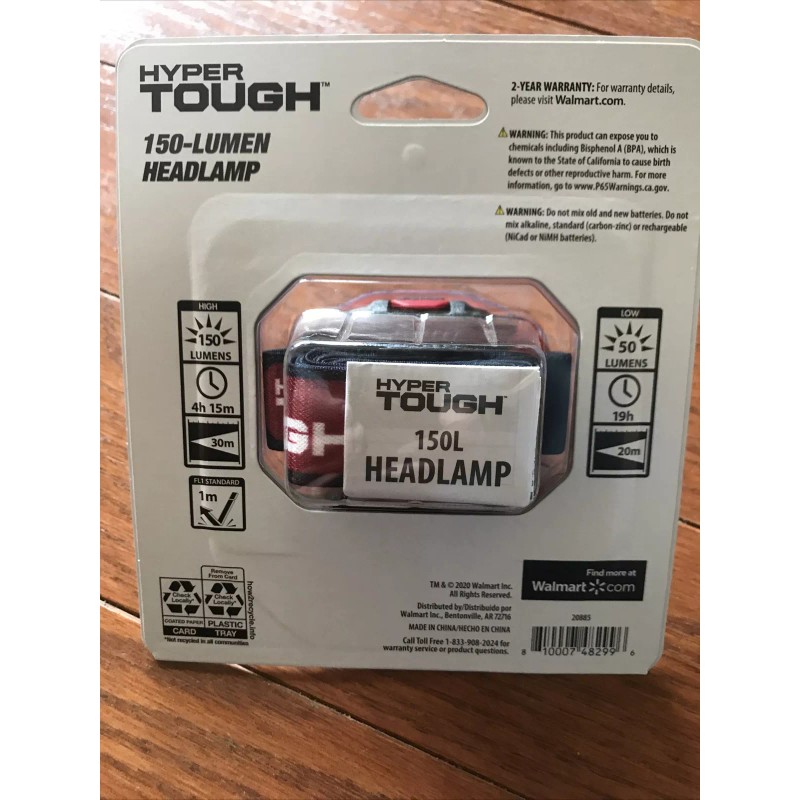 HYPER
TOUGH™
150-LUMEN
HEADLAMP
2-YEAR WARRANTY: For warranty details,
please visit Walmart.com.
WARNING: This product can expose you to
chemicals including Bisphenol A (BPA), which is
known to the State of California to cause birth
defects or other reproductive harm. For more
information, go to www.P65Warnings.ca.gov.
WARNING: Do not mix old and new batteries. Do not
mix alkaline, standard (carbon-zinc) or rechargeable
(NiCad or NiMH batteries).
HIGH
150
LUMENS
4h 15m
30m
FL1 STANDARD
1m
GH
HYPER
TOUGH™
150L
HEADLAMP
LOW
50
LUMENS
19h
20m
Remove
From Card
Check
Locally*
Check
Locally*
COATED PAPER
CARD
PLASTIC
TRAY
*Not recycled in all communities
how2recycle.info
TM & © 2020 Walmart Inc.
All Rights Reserved.
Distributed by/Distribuido por
Walmart Inc., Bentonville, AR 72716
MADE IN CHINA/HECHO EN CHINA
Call Toll Free 1-833-908-2024 for
warranty service or product questions.
Find more at
Walmart.com
20885
8 10007 48299 6